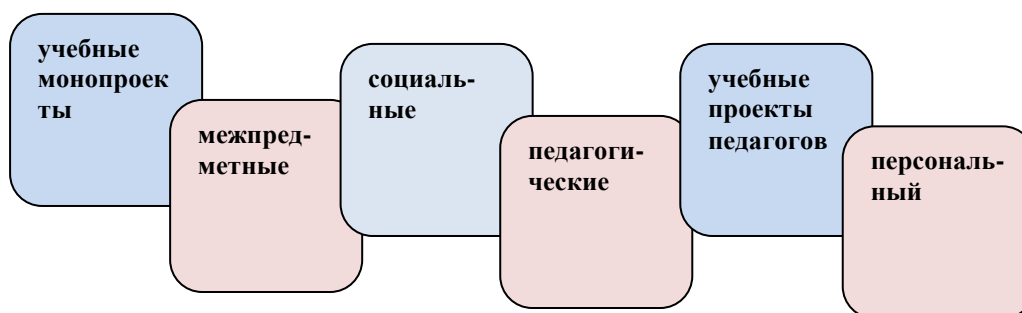 учебные
монопроек
ты
межпред-
метные
социаль-
ные
педагоги-
ческие
учебные
проекты
педагогов
персональ-
ный